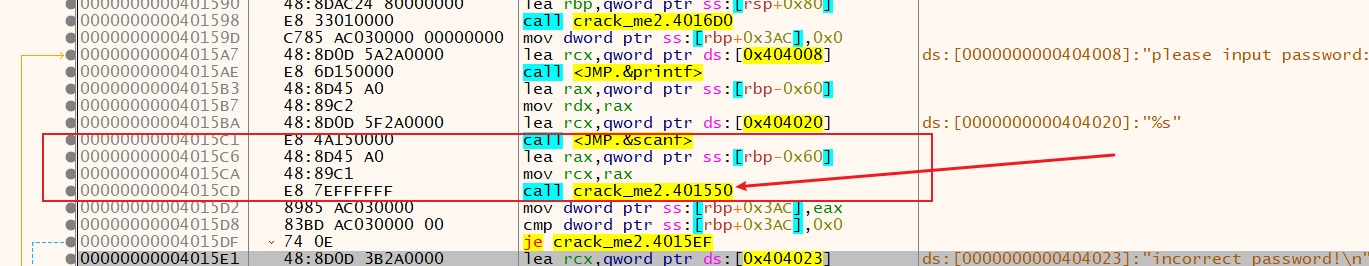 0000000000401590 48:8DAC24 80000000 lea rbp,qword ptr ss:[rsp+0x80]
0000000000401598 E8 33010000 call crack_me2.4016D0
000000000040159D C785 AC030000 00000000 mov dword ptr ss:[rbp+0x3AC],0x0
00000000004015A7 48:8D0D 5A2A0000 lea rcx,qword ptr ds:[0x404008] ds:[0000000000404008]:"please input password:
00000000004015AE E8 6D150000 call <JMP.&printf>
00000000004015B3 48:8D45 A0 lea rax,qword ptr ss:[rbp-0x60]
00000000004015B7 48:89C2 mov rdx,rax
00000000004015BA 48:8D0D 5F2A0000 lea rcx,qword ptr ds:[0x404020] ds:[0000000000404020]:"%s"
00000000004015C1 E8 4A150000 call <JMP.&scanf>
00000000004015C6 48:8D45 A0 lea rax,qword ptr ss:[rbp-0x60]
00000000004015CA 48:89C1 mov rcx,rax
00000000004015CD E8 7EFFFFFF call crack_me2.401550
00000000004015D2 8985 AC030000 mov dword ptr ss:[rbp+0x3AC],eax
00000000004015D8 83BD AC030000 00 cmp dword ptr ss:[rbp+0x3AC],0x0
00000000004015DF 74 0E je crack_me2.4015EF
00000000004015E1 48:8D0D 3B2A0000 lea rcx,qword ptr ds:[0x404023] ds:[0000000000404023]:"incorrect password!\n"